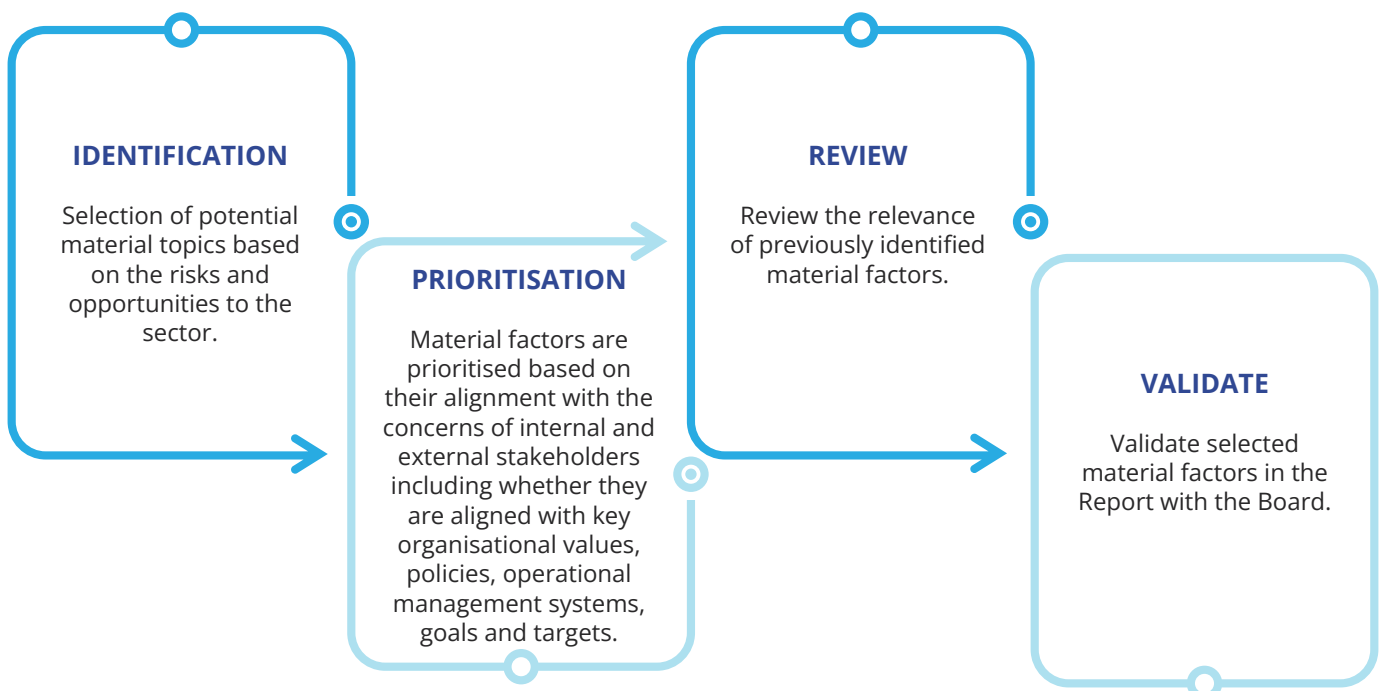 IDENTIFICATION
Selection of potential
material topics based
on the risks and
opportunities to the
sector.
PRIORITISATION
Material factors are
prioritised based on
their alignment with the
concerns of internal and
external stakeholders
including whether they
are aligned with key
organisational values,
policies, operational
management systems,
goals and targets.
REVIEW
Review the relevance
of previously identified
material factors.
VALIDATE
Validate selected
material factors in the
Report with the Board.